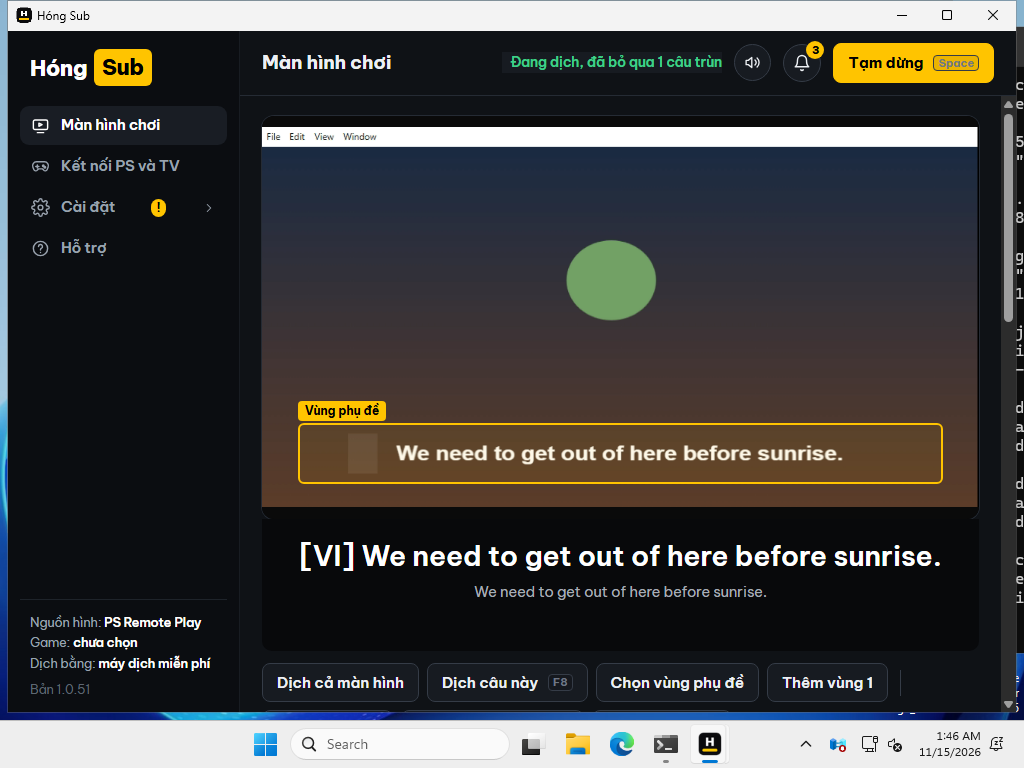 Hóng Sub
Hóng Sub
Màn hình chơi
Kết nối PS và TV
Cài đặt !
Hỗ trợ
Nguồn hình: PS Remote Play
Game: chưa chọn
Dịch bằng: máy dịch miễn phí
Bản 1.0.51
Màn hình chơi
Đang dịch, đã bỏ qua 1 câu trùn
3
Tạm dừng Space
File Edit View Window
Vùng phụ đề
We need to get out of here before sunrise.
[VI] We need to get out of here before sunrise.
We need to get out of here before sunrise.
Dịch cả màn hình
Dịch câu này F8
Chọn vùng phụ đề
Thêm vùng 1
Search
1:46 AM
11/15/2026